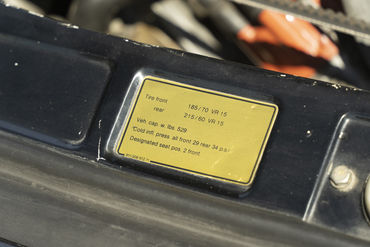 Tire front 185/70 VR 15
rear 215/60 VR 15
Veh. cap. w. lbs. 529
Cold infl. press. all front 29 rear 34 p.s.i
Designated seat pos. 2 front